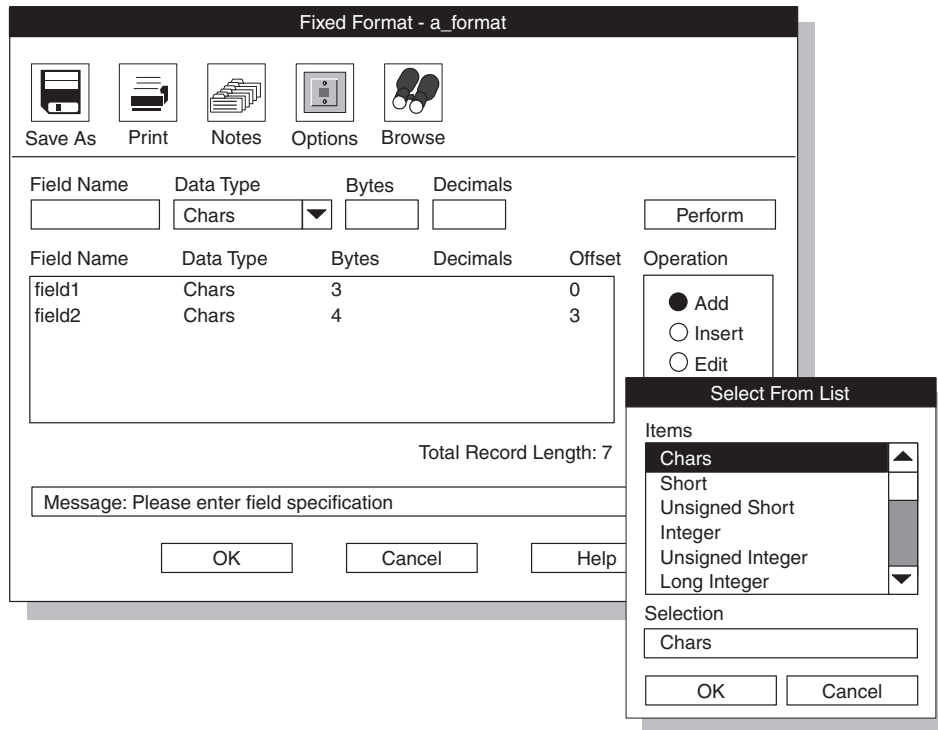 Fixed Format - a_format
Save As Print Notes Options Browse
Field Name Data Type Bytes Decimals
Chars
Perform
Field Name Data Type Bytes Decimals Offset Operation
field1 Chars 3 0
field2 Chars 4 3
Add
Insert
Edit
Total Record Length: 7
Message: Please enter field specification
OK Cancel Help
Select From List
Items
Chars
Short
Unsigned Short
Integer
Unsigned Integer
Long Integer
Selection
Chars
OK Cancel